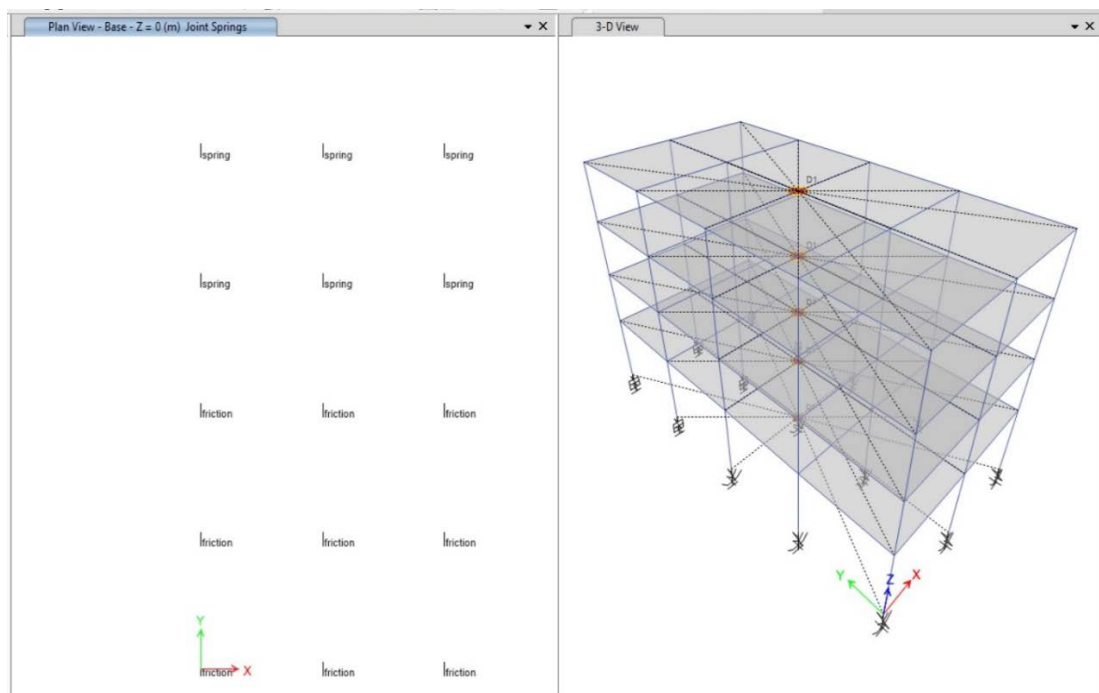 Plan View - Base - Z = 0 (m) Joint Springs
spring spring spring
spring spring spring
friction friction friction
friction friction friction
friction friction friction
Y
X
3-D View
D1
D1
Y
Z
X